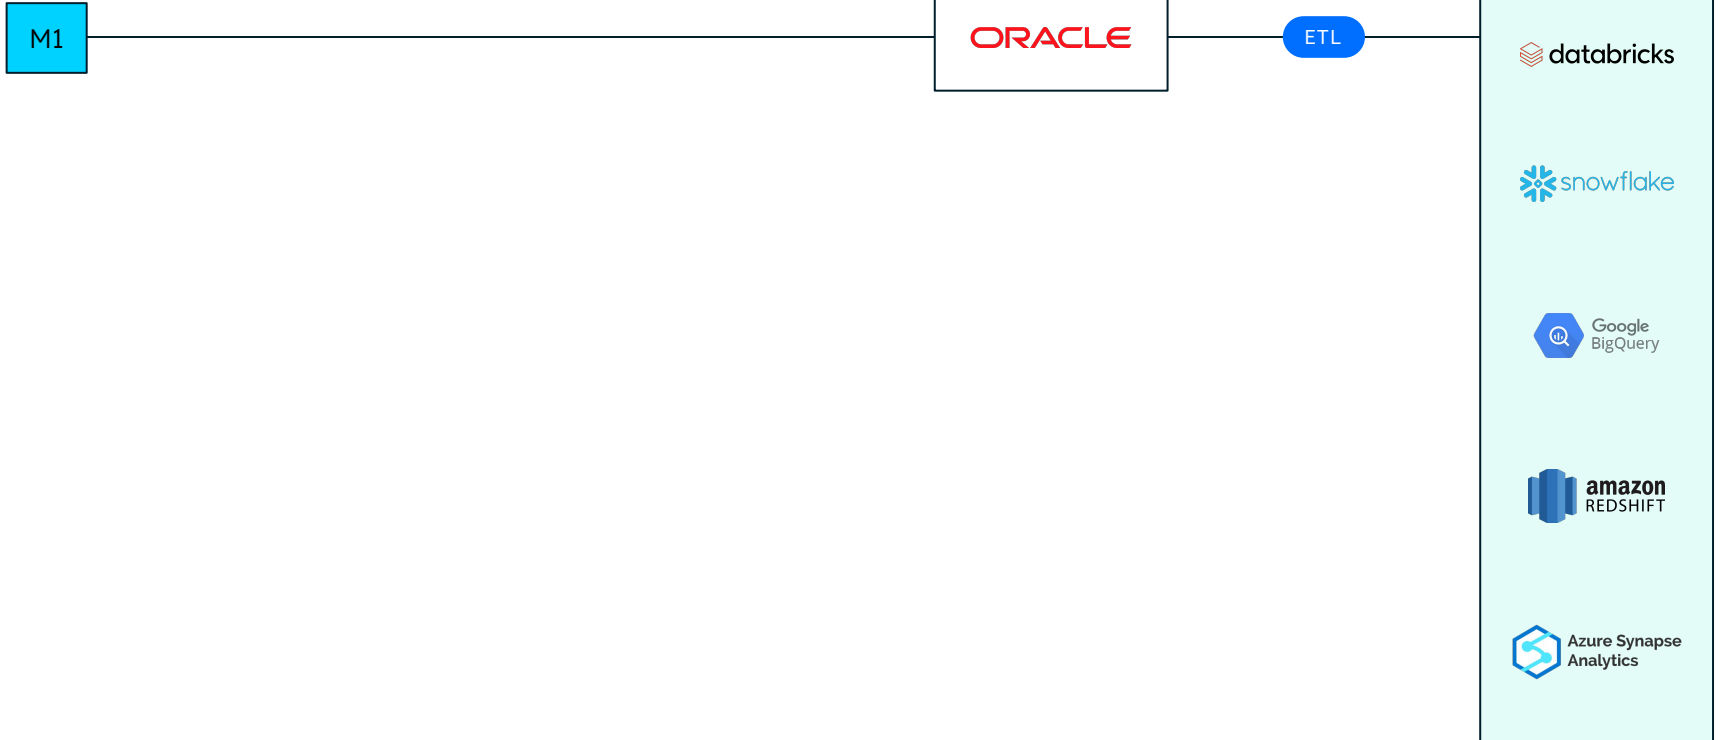 M1
ORACLE
ETL
databricks
snowflake
Google
BigQuery
amazon
REDSHIFT
Azure Synapse
Analytics